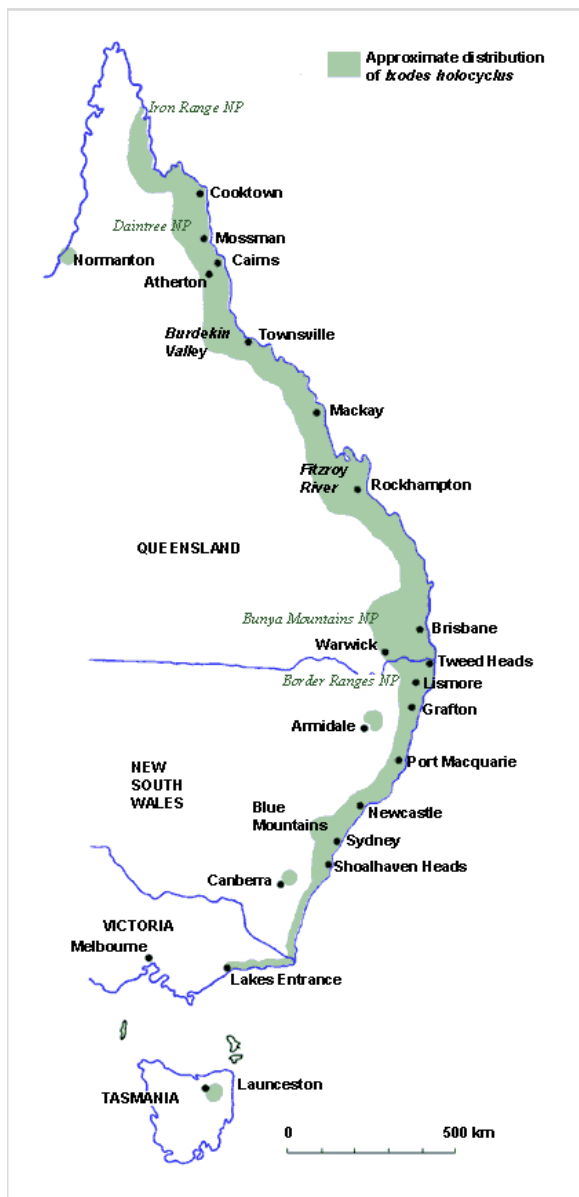 Approximate distribution
of Ixodes holocyclus
Iron Range NP
Cooktown
Daintree NP
Mossman
Normanton
Cairns
Atherton
Burdekin
Valley
Townsville
Mackay
Fitzroy
River
Rockhampton
QUEENSLAND
Bunya Mountains NP
Brisbane
Warwick
Tweed Heads
Border Ranges NP
Lismore
Grafton
Armidale
Port Macquarie
NEW
SOUTH
WALES
Blue
Mountains
Newcastle
Sydney
Shoalhaven Heads
Canberra
VICTORIA
Melbourne
Lakes Entrance
Launceston
TASMANIA
0
500 km